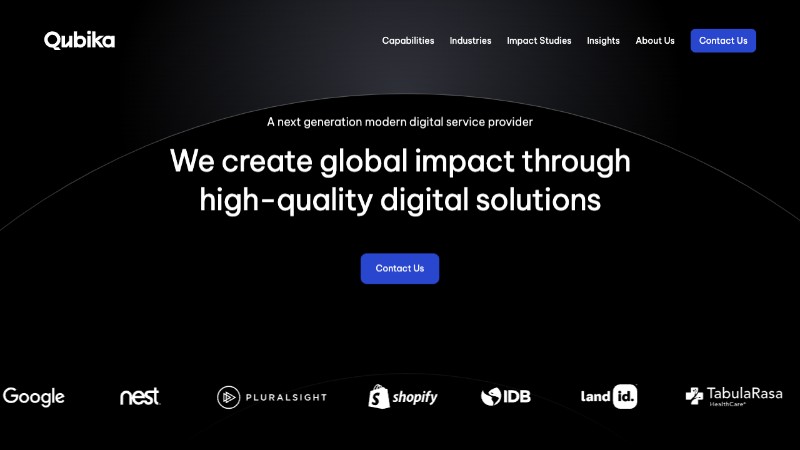 Qubika
Capabilities Industries Impact Studies Insights About Us Contact Us
A next generation modern digital service provider
We create global impact through
high-quality digital solutions
Contact Us
Google nest PLURALSIGHT shopify IDB land id. TabulaRasa
HealthCare®